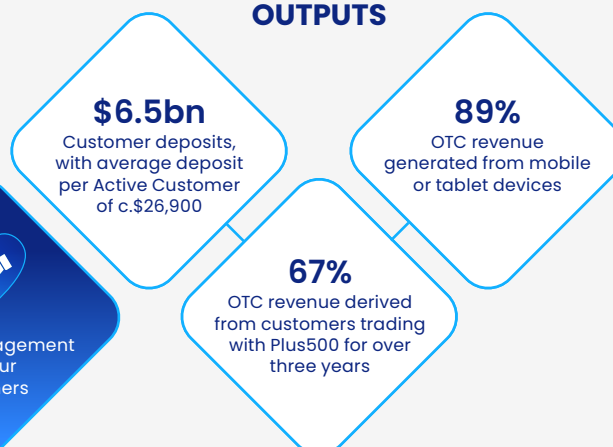 OUTPUTS
$6.5bn
Customer deposits,
with average deposit
per Active Customer
of c.$26,900
89%
OTC revenue
generated from mobile
or tablet devices
67%
OTC revenue derived
from customers trading
with Plus500 for over
three years